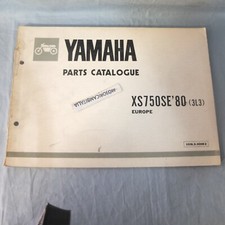 YAMAHA
PARTS CATALOGUE
XS750SE'80-(3L3)
EUROPE